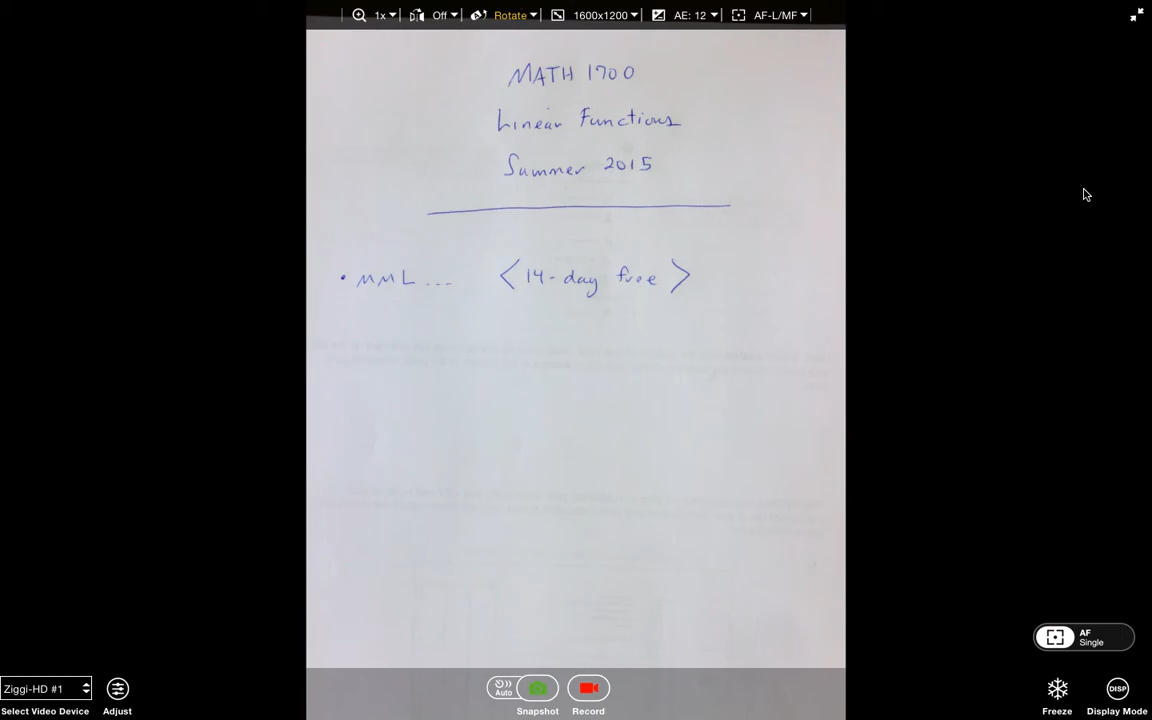 1x Off Rotate 1600x1200 AE: 12 AF-L/MF
MATH 1700
Linear Functions
Summer 2015
• MML ... <14-day free>
AF
Single
Ziggi-HD #1
Select Video Device
Adjust
Auto
Snapshot
Record
Freeze
DISP
Display Mode